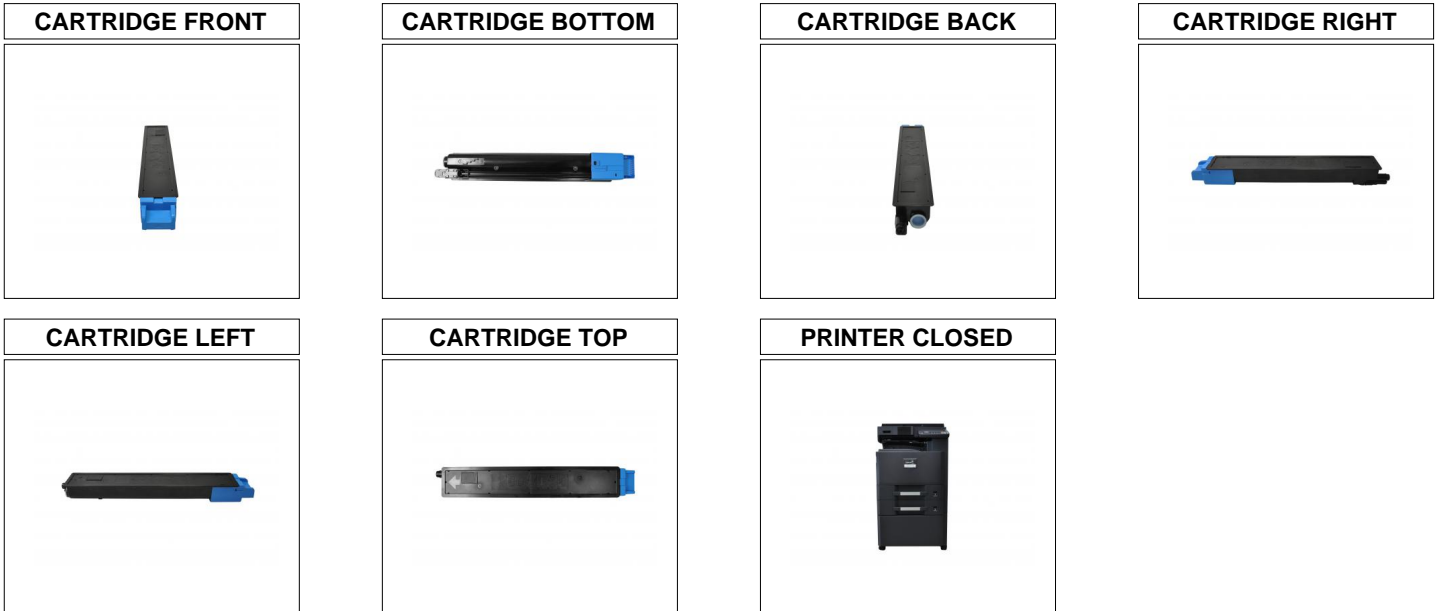 CARTRIDGE FRONT
CARTRIDGE BOTTOM
CARTRIDGE BACK
CARTRIDGE RIGHT
CARTRIDGE LEFT
CARTRIDGE TOP
PRINTER CLOSED